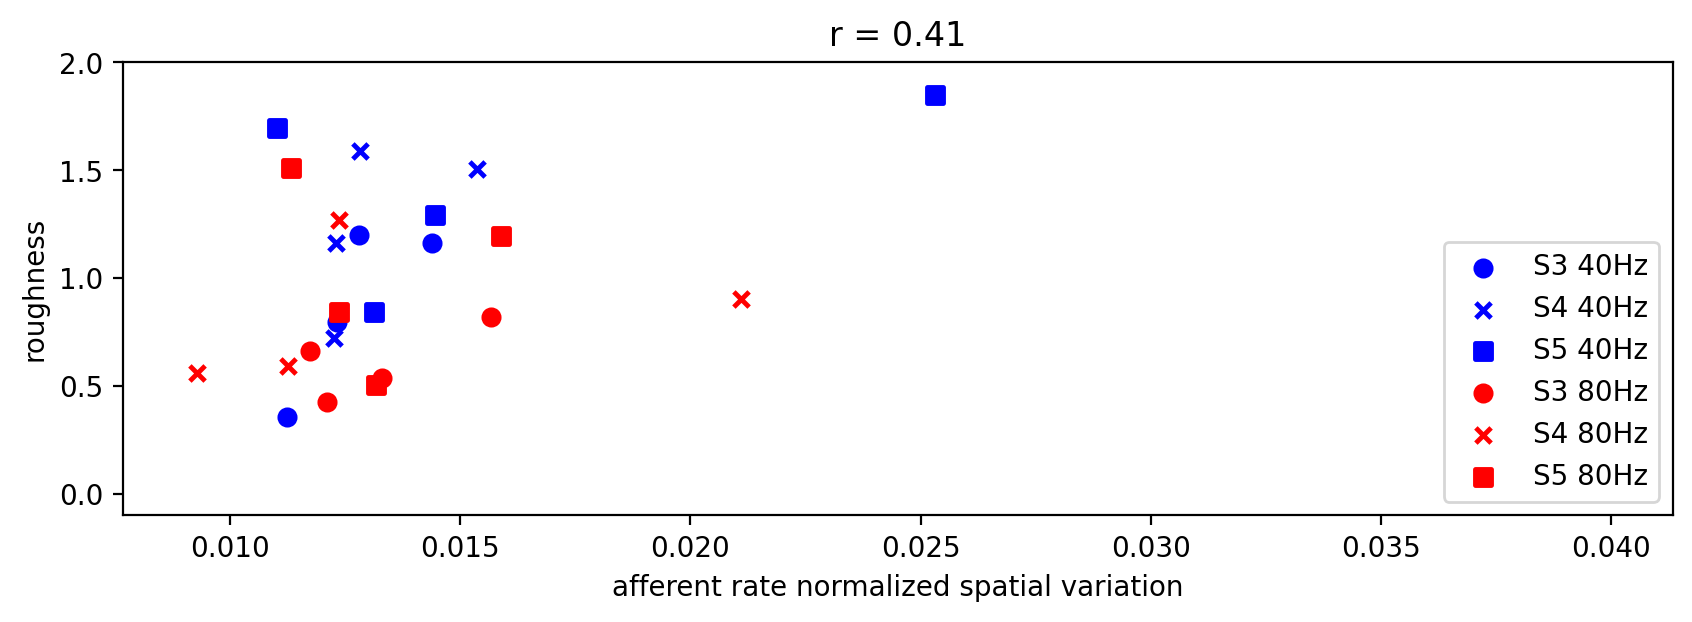 r = 0.41
roughness
2.0
1.5
1.0
0.5
0.0
S3 40Hz
S4 40Hz
S5 40Hz
S3 80Hz
S4 80Hz
S5 80Hz
0.010 0.015 0.020 0.025 0.030 0.035 0.040
afferent rate normalized spatial variation